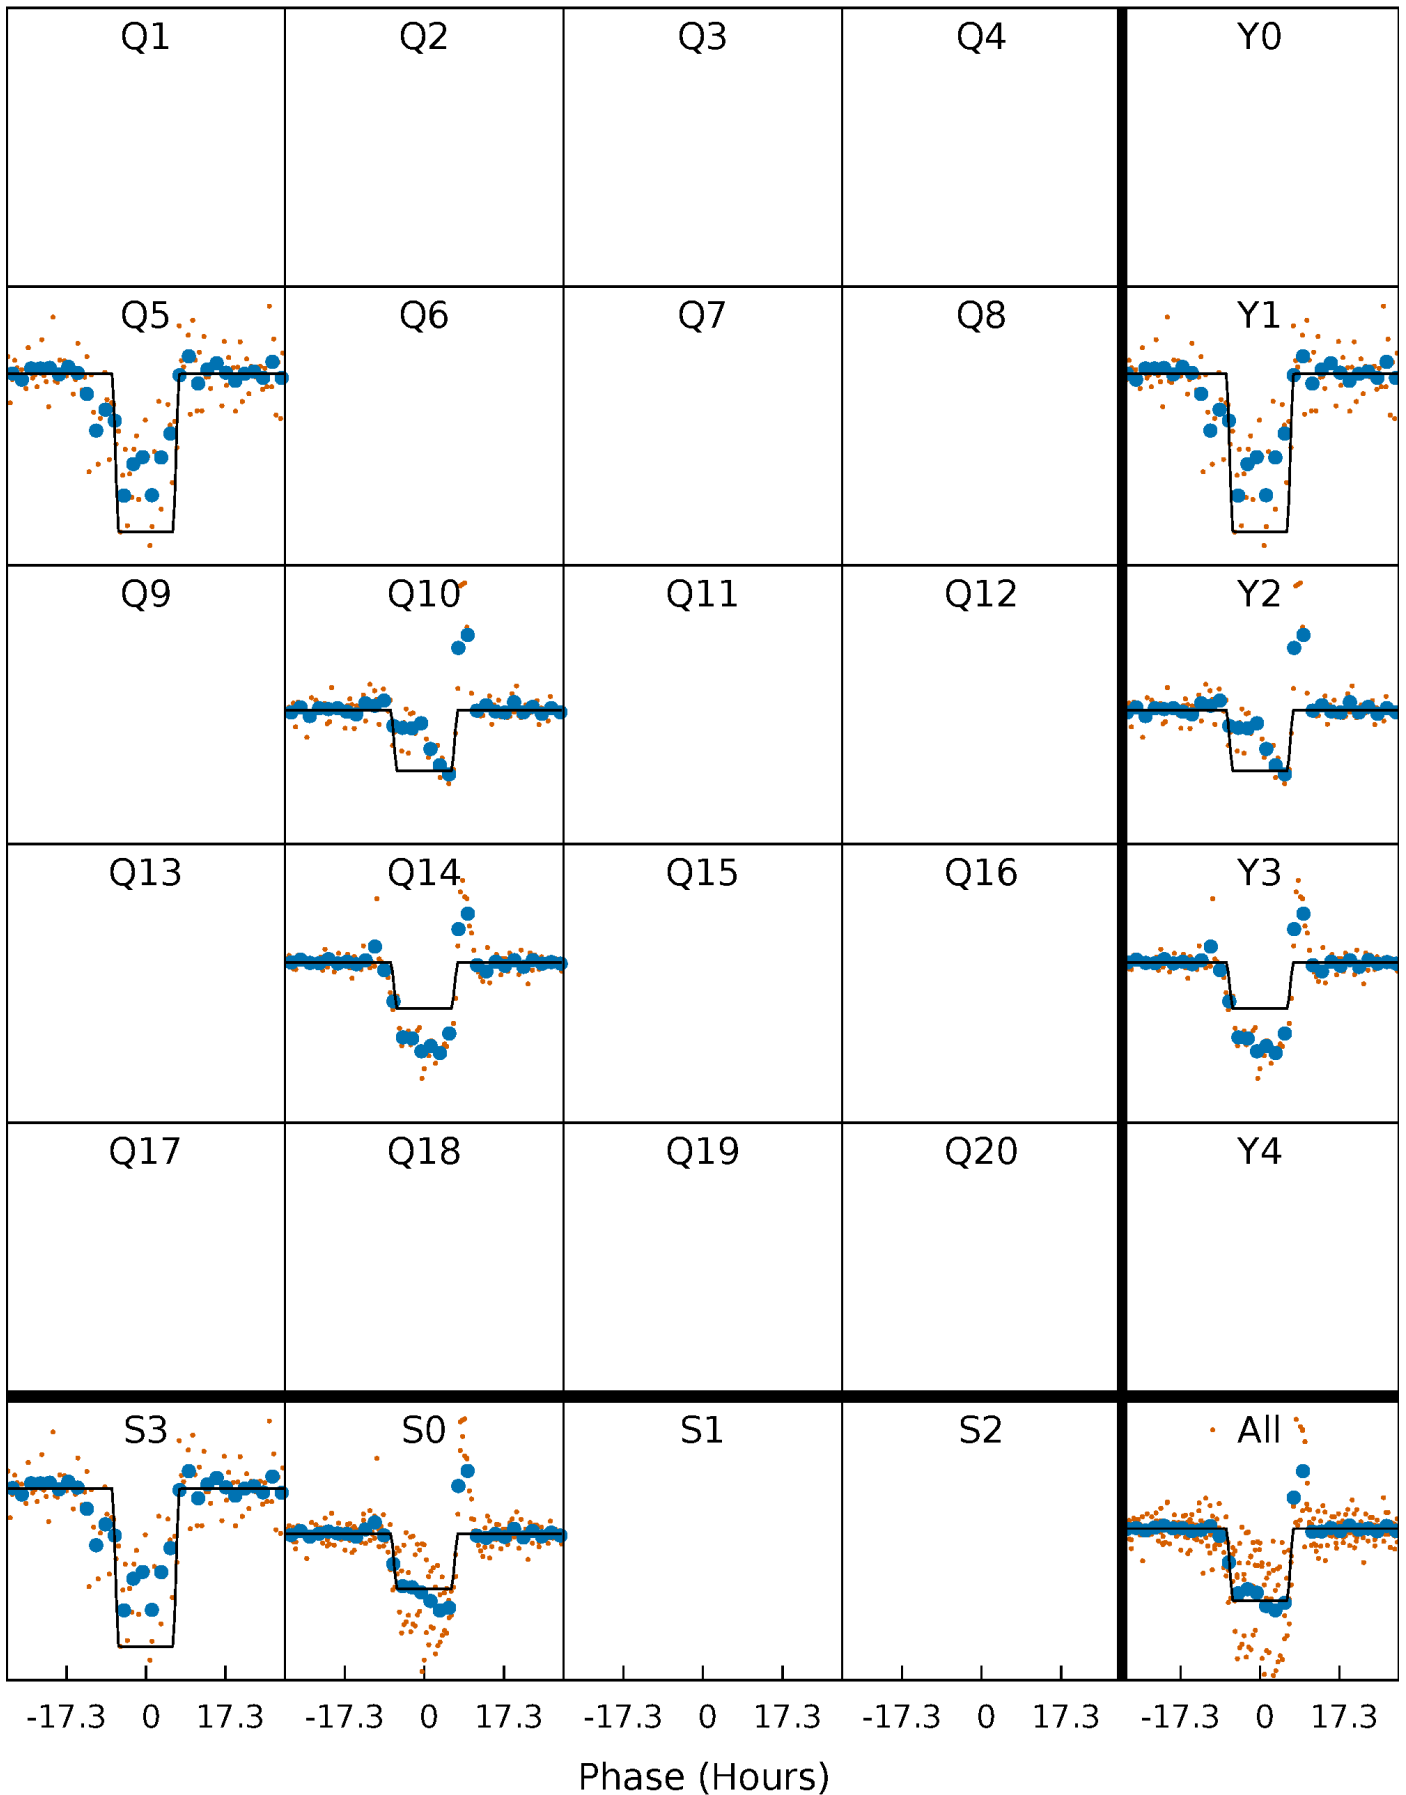 Q1 Q2 Q3 Q4 Y0
Q5 Q6 Q7 Q8 Y1
Q9 Q10 Q11 Q12 Y2
Q13 Q14 Q15 Q16 Y3
Q17 Q18 Q19 Q20 Y4
S3 S0 S1 S2 All
-17.3 0 17.3 -17.3 0 17.3 -17.3 0 17.3 -17.3 0 17.3 -17.3 0 17.3
Phase (Hours)